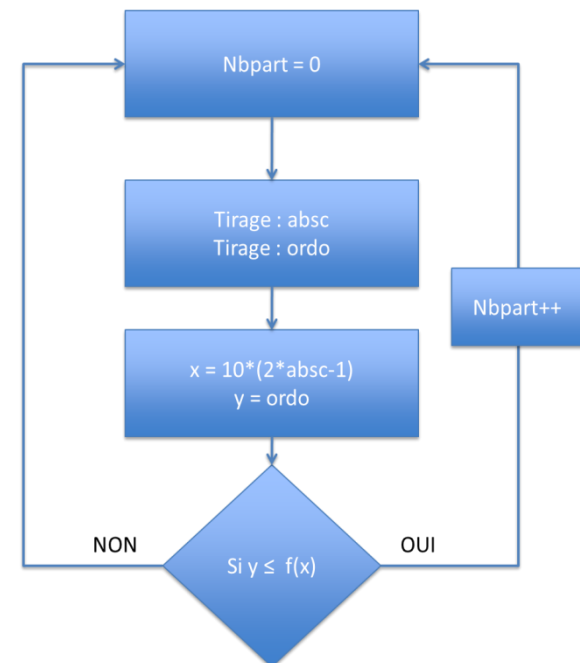 Nbpart = 0
Tirage : absc
Tirage : ordo
Nbpart++
x = 10*(2*absc-1)
y = ordo
NON
OUI
Si y ≤ f(x)